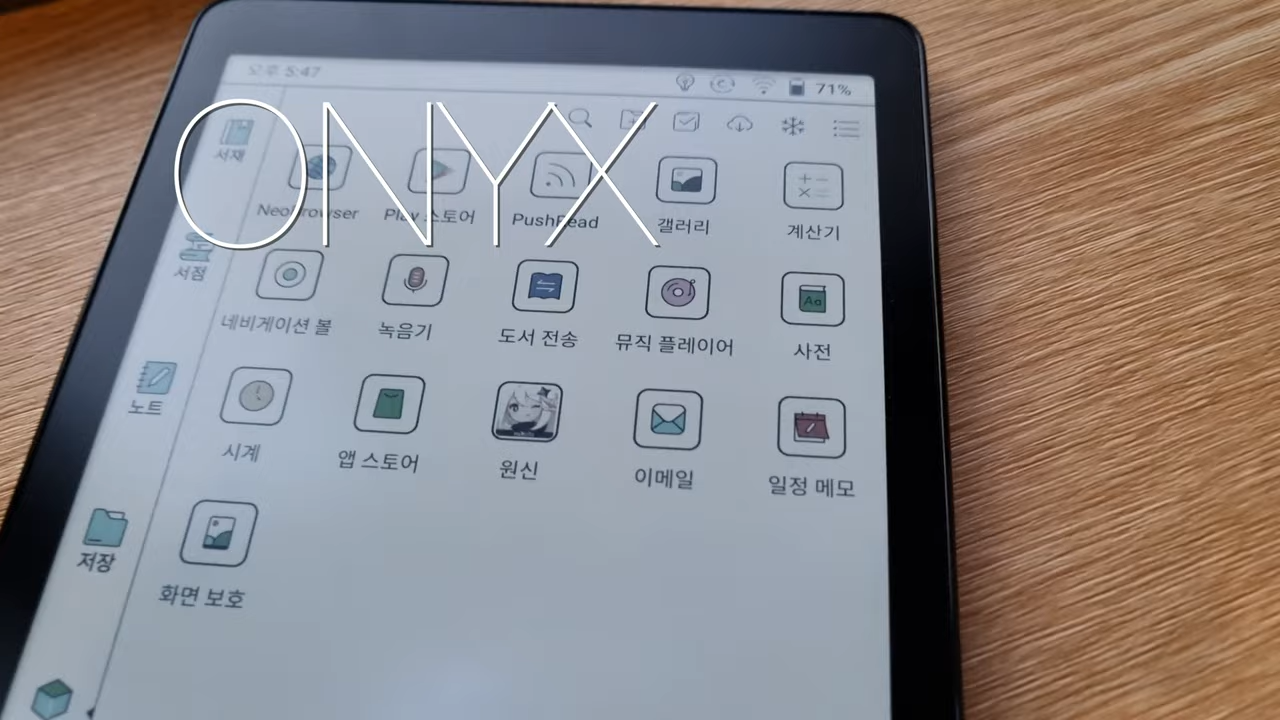 오후 5:47
71%
ONYX
서재
NeoBrowser
Play 스토어
PushRead
갤러리
계산기
서점
네비게이션 볼
녹음기
도서 전송
뮤직 플레이어
Aa
사전
노트
시계
앱 스토어
원신
이메일
일정 메모
저장
화면 보호